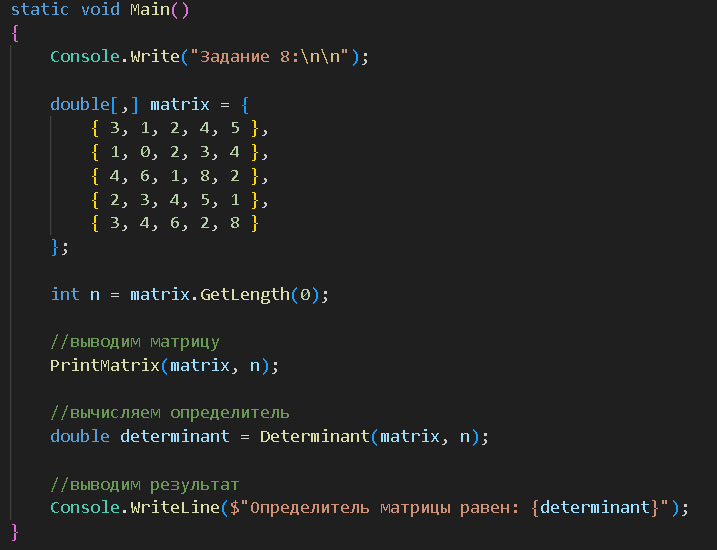 static void Main()
{
    Console.Write("Задание 8:\n\n");

    double[,] matrix = {
        { 3, 1, 2, 4, 5 },
        { 1, 0, 2, 3, 4 },
        { 4, 6, 1, 8, 2 },
        { 2, 3, 4, 5, 1 },
        { 3, 4, 6, 2, 8 }
    };

    int n = matrix.GetLength(0);

    //выводим матрицу
    PrintMatrix(matrix, n);

    //вычисляем определитель
    double determinant = Determinant(matrix, n);

    //выводим результат
    Console.WriteLine($"Определитель матрицы равен: {determinant}");
}